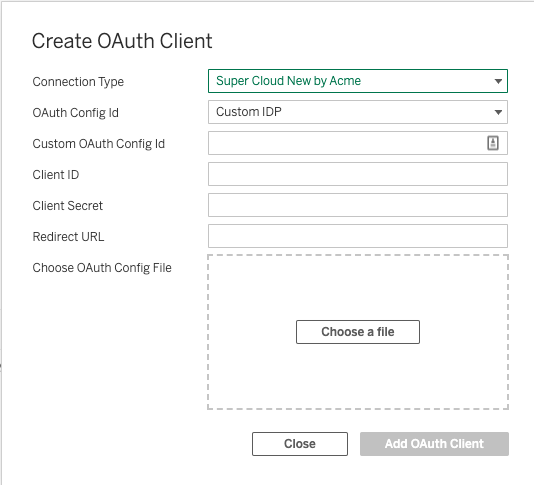 Create OAuth Client
Connection Type
Super Cloud New by Acme
OAuth Config Id
Custom IDP
Custom OAuth Config Id
Client ID
Client Secret
Redirect URL
Choose OAuth Config File
Choose a file
Close
Add OAuth Client